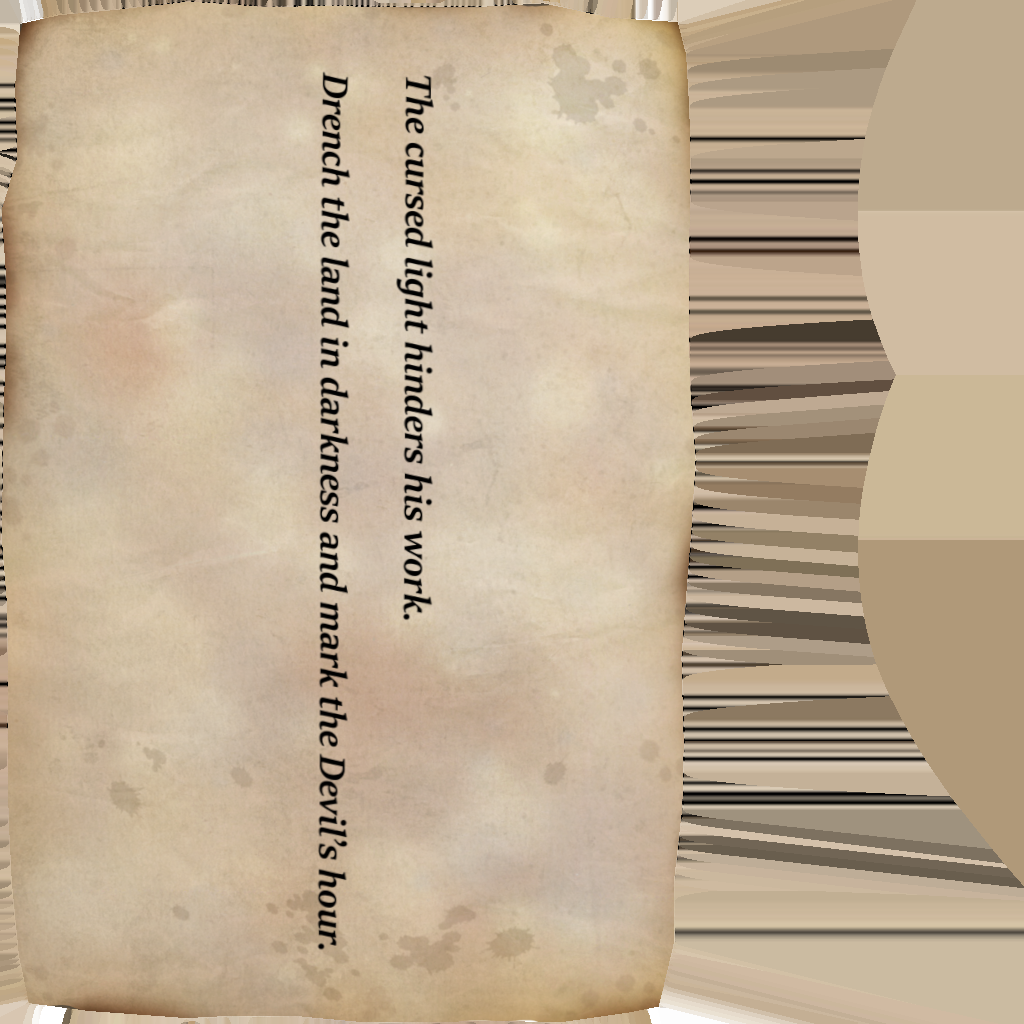 The cursed light hinders his work.
Drench the land in darkness and mark the Devil’s hour.